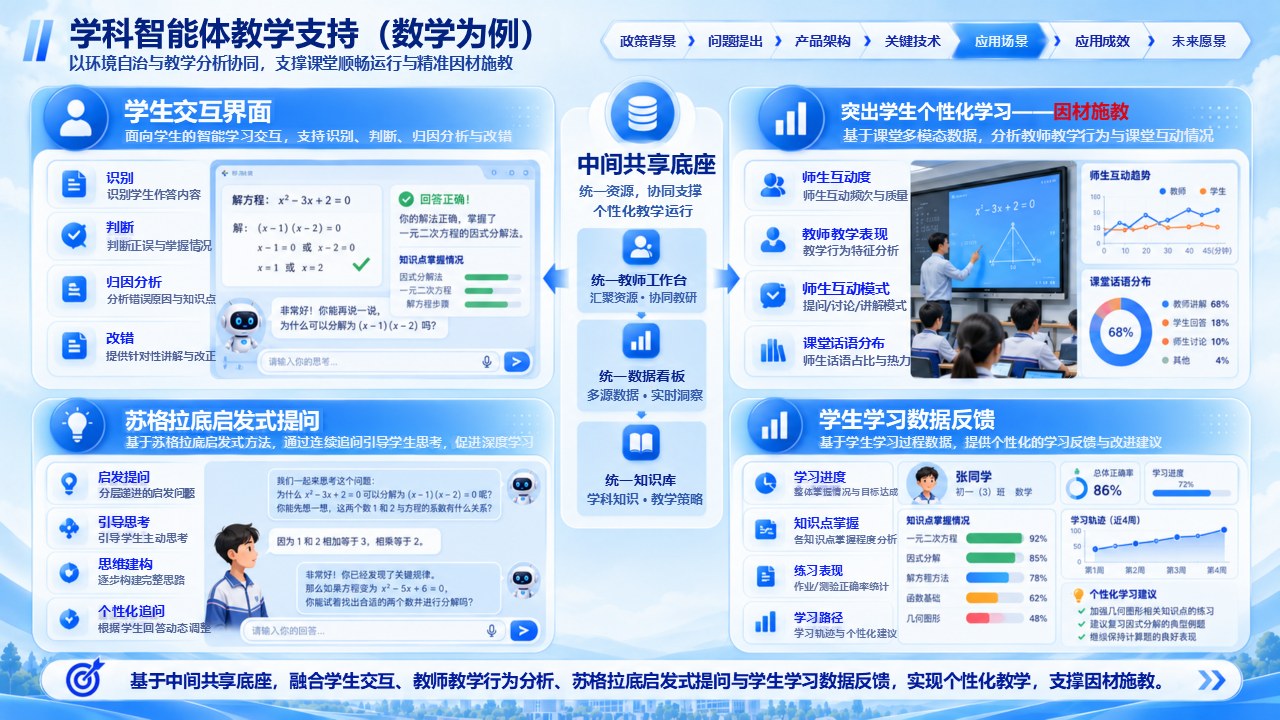 学科智能体教学支持（数学为例）
以环境自治与教学分析协同，支撑课堂顺畅运行与精准因材施教
政策背景 › 问题提出 › 产品架构 › 关键技术 › 应用场景 › 应用成效 › 未来愿景
学生交互界面
面向学生的智能学习交互，支持识别、判断、归因分析与改错
识别
识别学生作答内容
判断
判断正误与掌握情况
归因分析
分析错误原因与知识点
改错
提供针对性讲解与改正
解方程： x² − 3x + 2 = 0
解： (x − 1) (x − 2) = 0
x − 1 = 0 或 x − 2 = 0
x = 1 或 x = 2
回答正确！
你的解法正确，掌握了
一元二次方程的因式分解法。
知识点掌握情况
因式分解法
一元二次方程
解方程步骤
非常好！你能再说一说，
为什么可以分解为 (x − 1) (x − 2) 吗？
请输入你的思考...
中间共享底座
统一资源，协同支撑
个性化教学运行
统一教师工作台
汇聚资源・协同教研
统一数据看板
多源数据・实时洞察
统一知识库
学科知识・教学策略
突出学生个性化学习——因材施教
基于课堂多模态数据，分析教师教学行为与课堂互动情况
师生互动度
师生互动频次与质量
教师教学表现
教学行为特征分析
师生互动模式
提问/讨论/讲解模式
课堂话语分布
师生话语占比与热力
x² − 3x + 2 = 0
师生互动趋势
教师 学生
100
50
10
0
0 10 20 30 40 45(分钟)
课堂话语分布
68%
教师讲解 68%
学生回答 18%
师生讨论 10%
其他 4%
苏格拉底启发式提问
基于苏格拉底启发式方法，通过连续追问引导学生思考，促进深度学习
启发提问
分层递进的启发问题
引导思考
引导学生主动思考
思维建构
逐步构建完整思路
个性化追问
根据学生回答动态调整
我们一起来思考这个问题：
为什么 x² − 3x + 2 = 0 可以分解为 (x − 1) (x − 2) = 0 呢？
你能先想一想，这两个数 1 和 2 与方程的系数有什么关系？
因为 1 和 2 相加等于 3，相乘等于 2。
非常好！你已经发现了关键规律。
那么如果方程变为 x² − 5x + 6 = 0，
你能试着找出合适的两个数并进行分解吗？
请输入你的回答...
学生学习数据反馈
基于学生学习过程数据，提供个性化的学习反馈与改进建议
学习进度
整体掌握情况与目标达成
知识点掌握
各知识点掌握程度分析
练习表现
作业/测验正确率统计
学习路径
学习轨迹与个性化建议
张同学
初一（3）班 数学
总体正确率
86%
学习进度
72%
知识点掌握情况
一元二次方程 92%
因式分解 85%
解方程方法 78%
函数基础 62%
几何图形 48%
学习轨迹（近4周）
100
50
0
第1周 第2周 第3周 第4周
个性化学习建议
加强几何图形相关知识点的练习
建议复习因式分解的典型例题
继续保持计算题的良好表现
基于中间共享底座，融合学生交互、教师教学行为分析、苏格拉底启发式提问与学生学习数据反馈，实现个性化教学，支撑因材施教。